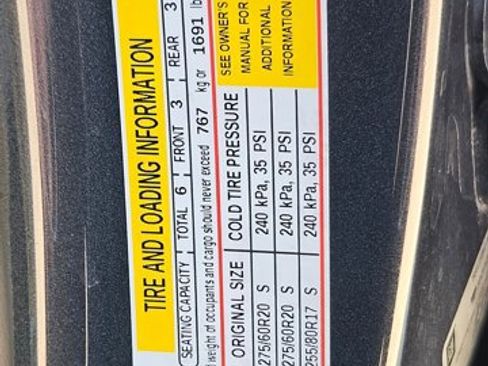 TIRE AND LOADING INFORMATION
SEATING CAPACITY TOTAL 6 FRONT 3 REAR 3
weight of occupants and cargo should never exceed 767 kg or 1691 lb
ORIGINAL SIZE COLD TIRE PRESSURE
275/60R20 S 240 kPa, 35 PSI
275/60R20 S 240 kPa, 35 PSI
255/80R17 S 240 kPa, 35 PSI
SEE OWNER'S
MANUAL FOR
ADDITIONAL
INFORMATION